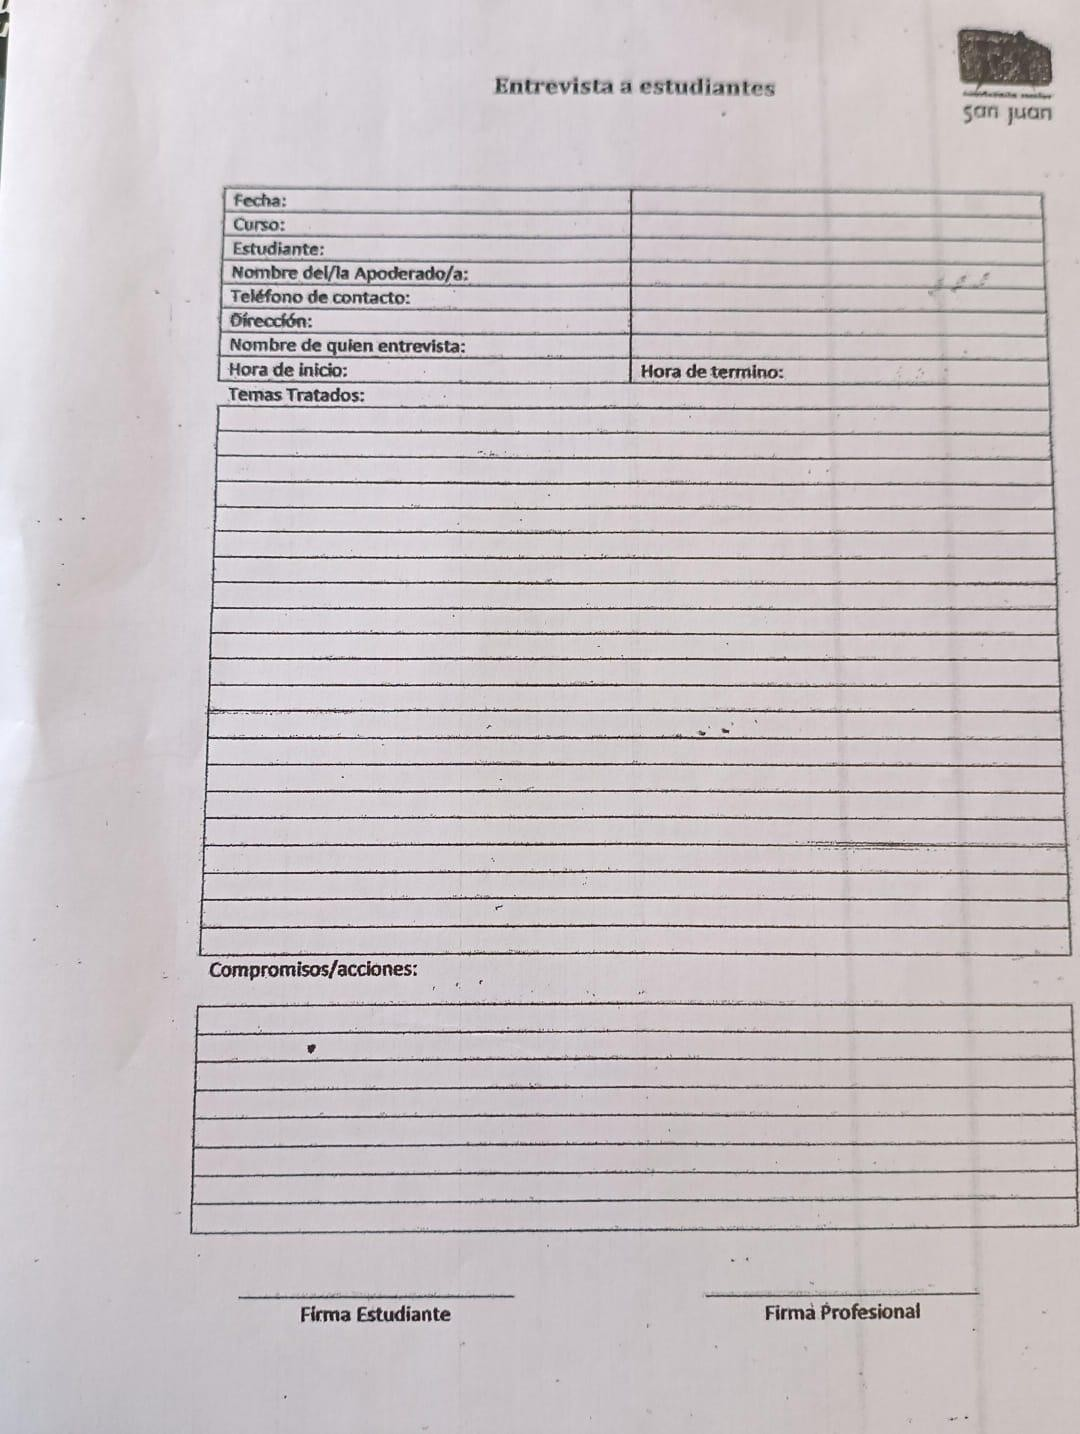 Entrevista a estudiantes
san juan
Fecha:
Curso:
Estudiante:
Nombre del/la Apoderado/a:
Teléfono de contacto:
Dirección:
Nombre de quien entrevista:
Hora de inicio: Hora de termino:
Temas Tratados:
Compromisos/acciones:
Firma Estudiante Firma Profesional